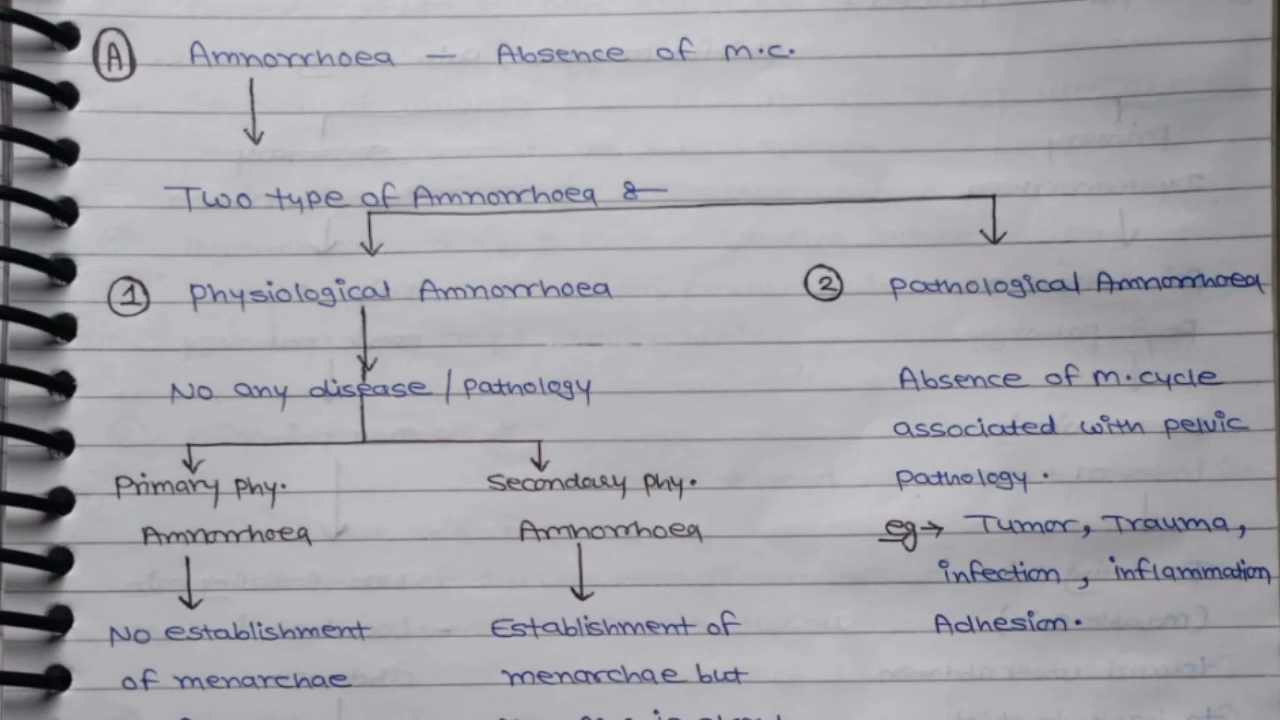 A Amnorrhoea — Absence of m.c.
Two type of Amnorrhoea :-
1 Physiological Amnorrhoea
No any disease / pathology
Primary Phy.
Amnorrhoea
No establishment
of menarchae
Secondary Phy.
Amnorrhoea
Establishment of
menarchae but
2 Pathological Amnorrhoea
Absence of m.cycle
associated with pelvic
pathology.
eg→ Tumor, Trauma,
infection, inflammation
Adhesion.